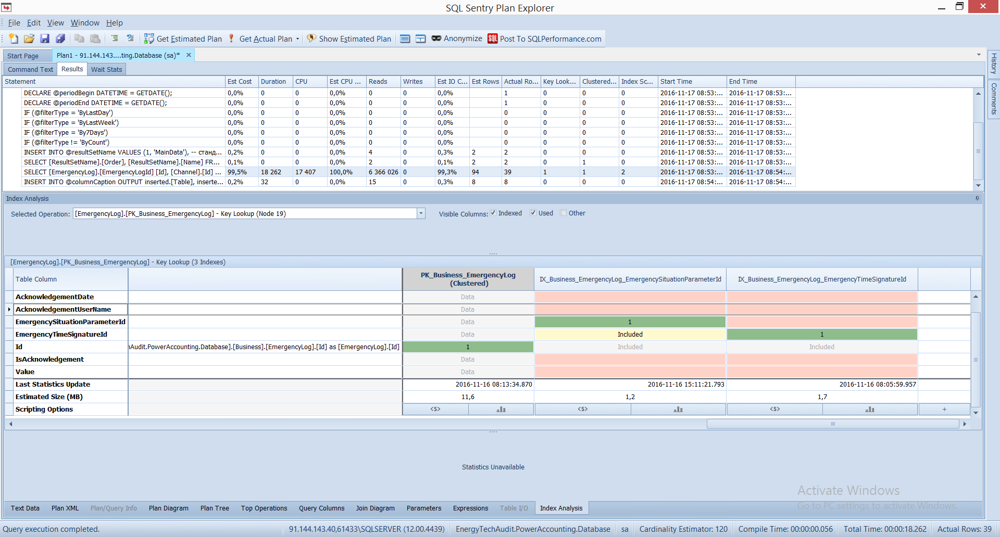 SQL Sentry Plan Explorer
File Edit View Window Help
Get Estimated Plan Get Actual Plan Show Estimated Plan Anonymize SQL Post To SQLPerformance.com
Start Page Plan1 - 91.144.143....ting.Database (sa)*
Command Text Results Wait Stats
Statement Est Cost Duration CPU Est CPU ... Reads Writes Est IO C... Est Rows Actual Ro... Key Look... Clustered... Index Sc... Start Time End Time
DECLARE @periodBegin DATETIME = GETDATE(); 0,0% 0 0 0,0% 0 0 0,0% 1 0 0 0 2016-11-17 08:53:... 2016-11-17 08:53:...
DECLARE @periodEnd DATETIME = GETDATE(); 0,0% 0 0 0,0% 0 0 0,0% 1 0 0 0 2016-11-17 08:53:... 2016-11-17 08:53:...
IF (@filterType = 'ByLastDay') 0,0% 0 0 0,0% 0 0 0,0% 0 0 0 0 2016-11-17 08:53:... 2016-11-17 08:53:...
IF (@filterType = 'ByLastWeek') 0,0% 0 0 0,0% 0 0 0,0% 0 0 0 0 2016-11-17 08:53:... 2016-11-17 08:53:...
IF (@filterType = 'By7Days') 0,0% 0 0 0,0% 0 0 0,0% 0 0 0 0 2016-11-17 08:53:... 2016-11-17 08:53:...
IF (@filterType != 'ByCount') 0,0% 0 0 0,0% 0 0 0,0% 0 0 0 0 2016-11-17 08:53:... 2016-11-17 08:53:...
INSERT INTO @resultSetName VALUES (1, 'MainData'), -- станд... 0,2% 0 0 0,0% 4 0 0,3% 2 2 0 0 0 2016-11-17 08:53:... 2016-11-17 08:53:...
SELECT [ResultSetName].[Order], [ResultSetName].[Name] FR... 0,1% 0 0 0,0% 2 0 0,1% 2 2 0 1 0 2016-11-17 08:53:... 2016-11-17 08:53:...
SELECT [EmergencyLog].[EmergencyLogId] [Id], [Channel].[Id] ... 99,5% 18 262 17 407 100,0% 6 366 026 0 99,3% 94 39 1 1 2 2016-11-17 08:53:... 2016-11-17 08:54:...
INSERT INTO @columnCaption OUTPUT inserted.[Table], inserte... 0,2% 32 0 0,0% 15 0 0,3% 8 8 0 0 0 2016-11-17 08:54:... 2016-11-17 08:54:...
History
Comments
Index Analysis
Selected Operation: [EmergencyLog].[PK_Business_EmergencyLog] - Key Lookup (Node 19) Visible Columns: Indexed Used Other
[EmergencyLog].[PK_Business_EmergencyLog] - Key Lookup (3 Indexes)
Table Column PK_Business_EmergencyLog (Clustered) IX_Business_EmergencyLog_EmergencySituationParameterId IX_Business_EmergencyLog_EmergencyTimeSignatureId
AcknowledgementDate Data
AcknowledgementUserName Data
EmergencySituationParameterId Data 1
EmergencyTimeSignatureId Data Included 1
Id ıAudit.PowerAccounting.Database].[Business].[EmergencyLog].[Id] as [EmergencyLog].[Id] 1 Included Included
IsAcknowledgement Data
Value Data
Last Statistics Update 2016-11-16 08:13:34.870 2016-11-16 15:11:21.793 2016-11-16 08:05:59.957
Estimated Size (MB) 11,6 1,2 1,7
Scripting Options <S> <S> <S> +
Statistics Unavailable
Activate Windows
Go to PC settings to activate Windows.
Text Data Plan XML Plan/Query Info Plan Diagram Plan Tree Top Operations Query Columns Join Diagram Parameters Expressions Table I/O Index Analysis
Query execution completed. 91.144.143.40,61433\SQLSERVER (12.00.4439) EnergyTechAudit.PowerAccounting.Database sa Cardinality Estimator: 120 Compile Time: 00:00:00.056 Total Time: 00:00:18.262 Actual Rows: 39